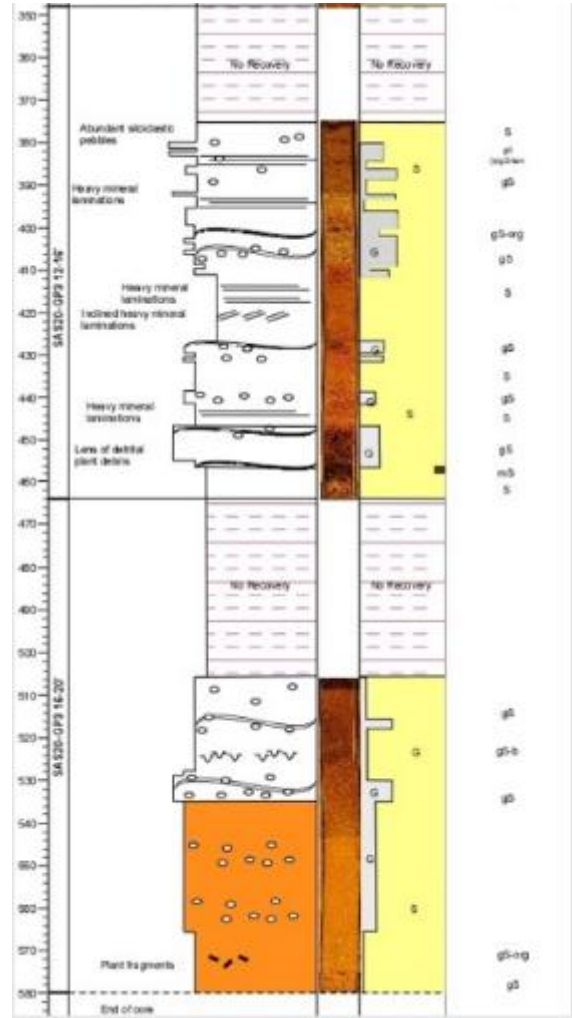 350
360
No Recovery
No Recovery
370
Abundant siliciclastic
pebbles
S
380
S
gS
390
Heavy mineral
laminations
400
gS-org
G
gS
410
Heavy mineral
laminations
S
Inclined heavy mineral
laminations
420
SAS20-GP3 12-16'
430
G
gS
S
440
gS
G
Heavy mineral
laminations
S
S
450
Lens of detrital
plant debris
G
gS
mS
460
S
470
480
No Recovery
No Recovery
490
500
510
gS
520
G
gS-b
SAS20-GP3 16-20'
530
G
gS
540
550
G
560
S
570
Plant fragments
gS-org
gS
580
End of core